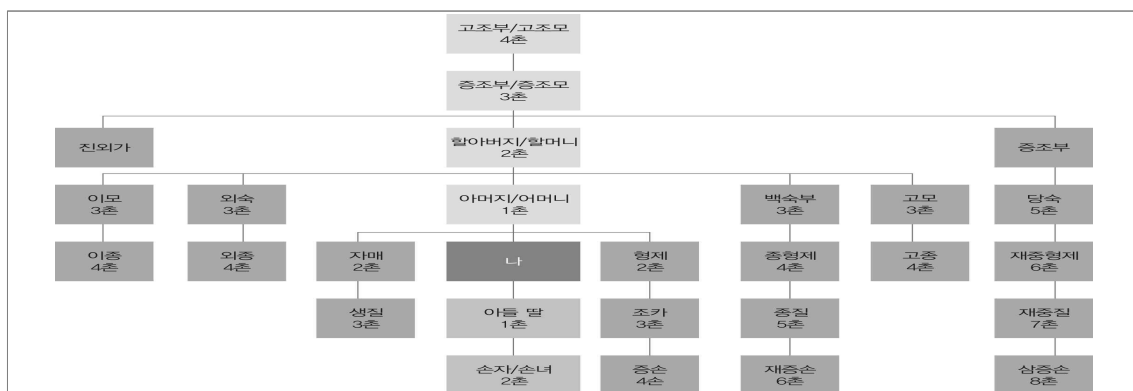 고조부/고조모
4촌
증조부/증조모
3촌
진외가
할아버지/할머니
2촌
증조부
이모
3촌
외숙
3촌
아머지/어머니
1촌
백숙부
3촌
고모
3촌
당숙
5촌
이종
4촌
외종
4촌
자매
2촌
나
형제
2촌
종형제
4촌
고종
4촌
재중형제
6촌
생질
3촌
아들 딸
1촌
조카
3촌
종질
5촌
재중질
7촌
손자/손녀
2촌
증손
4손
재증손
6촌
삼증손
8촌